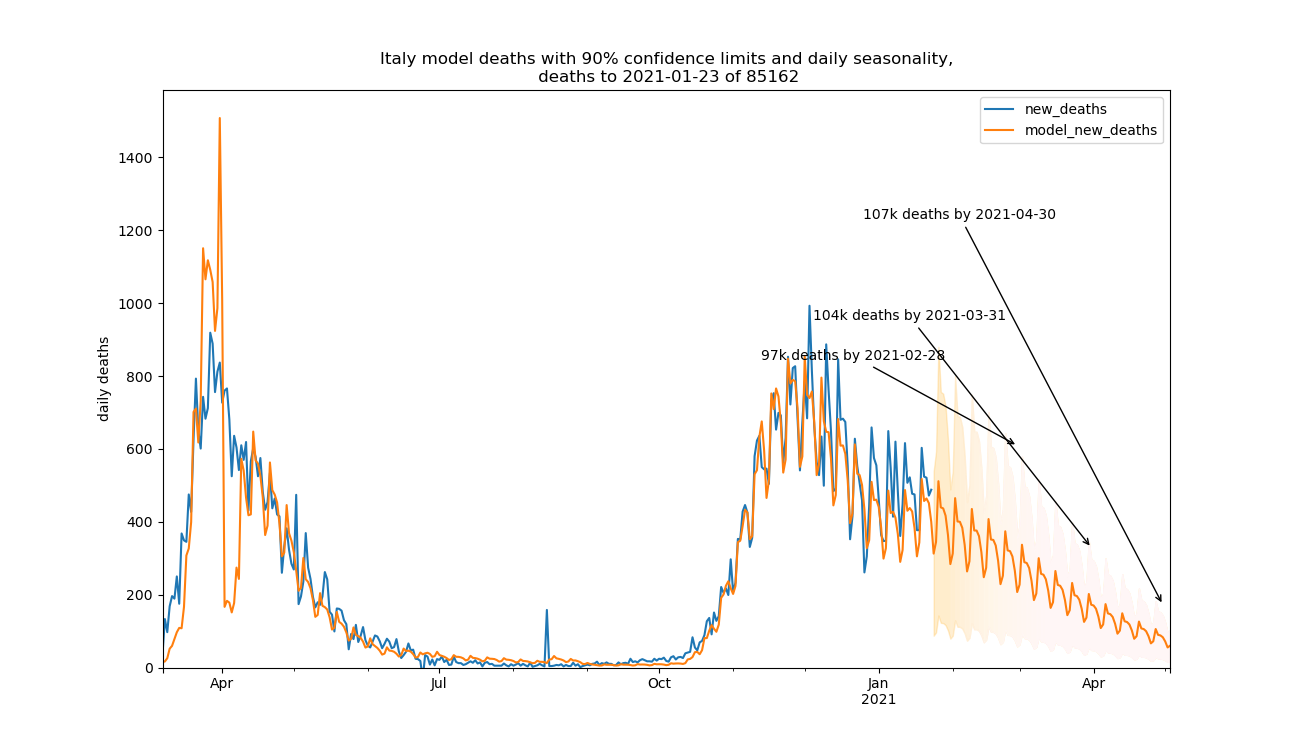 Italy model deaths with 90% confidence limits and daily seasonality,
deaths to 2021-01-23 of 85162
new_deaths
model_new_deaths
1400
1200
1000
800
600
400
200
0
daily deaths
107k deaths by 2021-04-30
104k deaths by 2021-03-31
97k deaths by 2021-02-28
Apr
Jul
Oct
Jan
2021
Apr